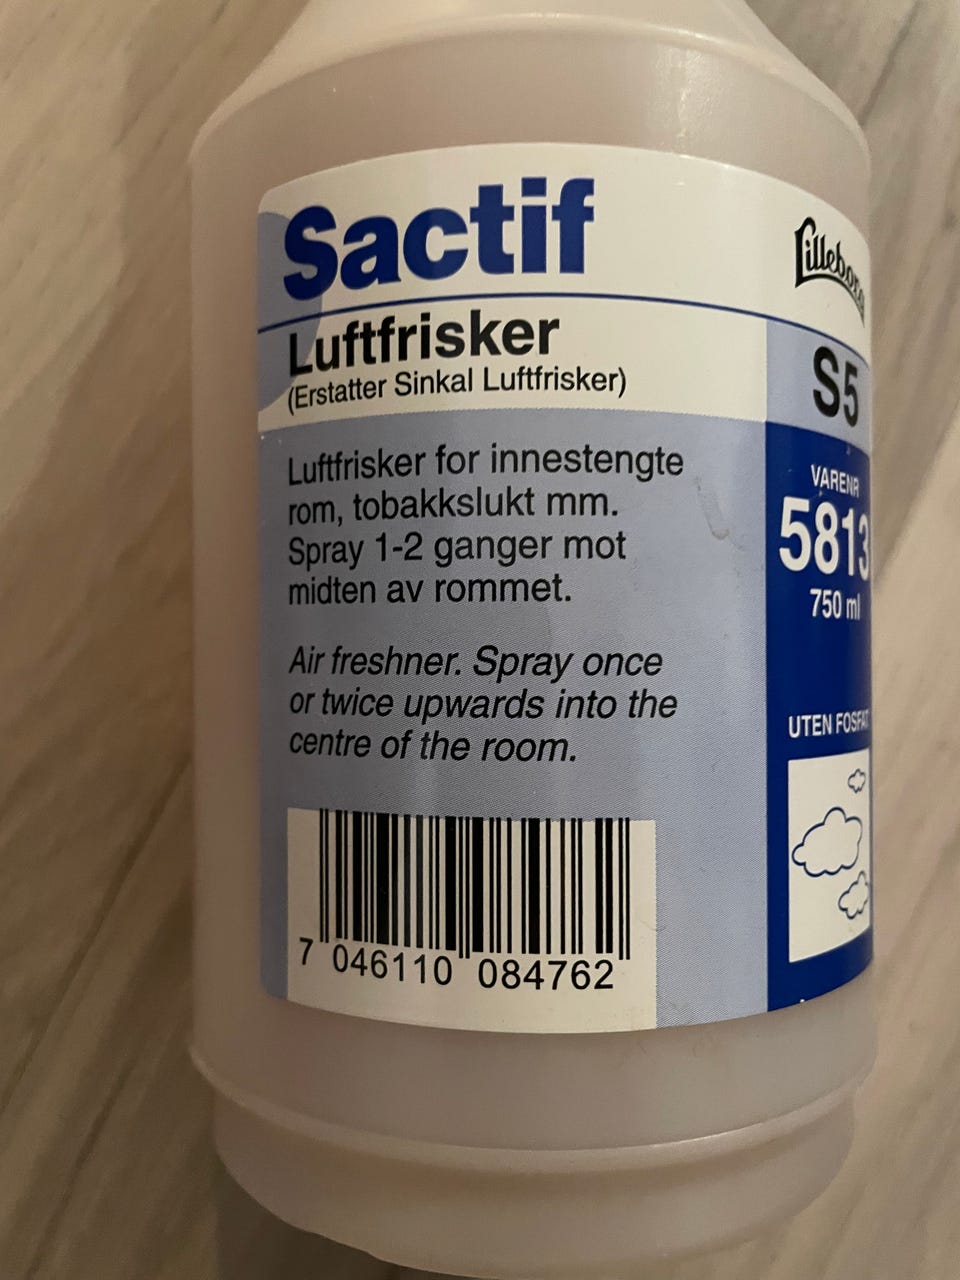 Sactif
Lilleborg
Luftfrisker
(Erstatter Sinkal Luftfrisker)
S5
Luftfrisker for innestengte
rom, tobakkslukt mm.
Spray 1-2 ganger mot
midten av rommet.
Air freshner. Spray once
or twice upwards into the
centre of the room.
VARENR
5813
750 ml
UTEN FOSFAT
7 046110 084762